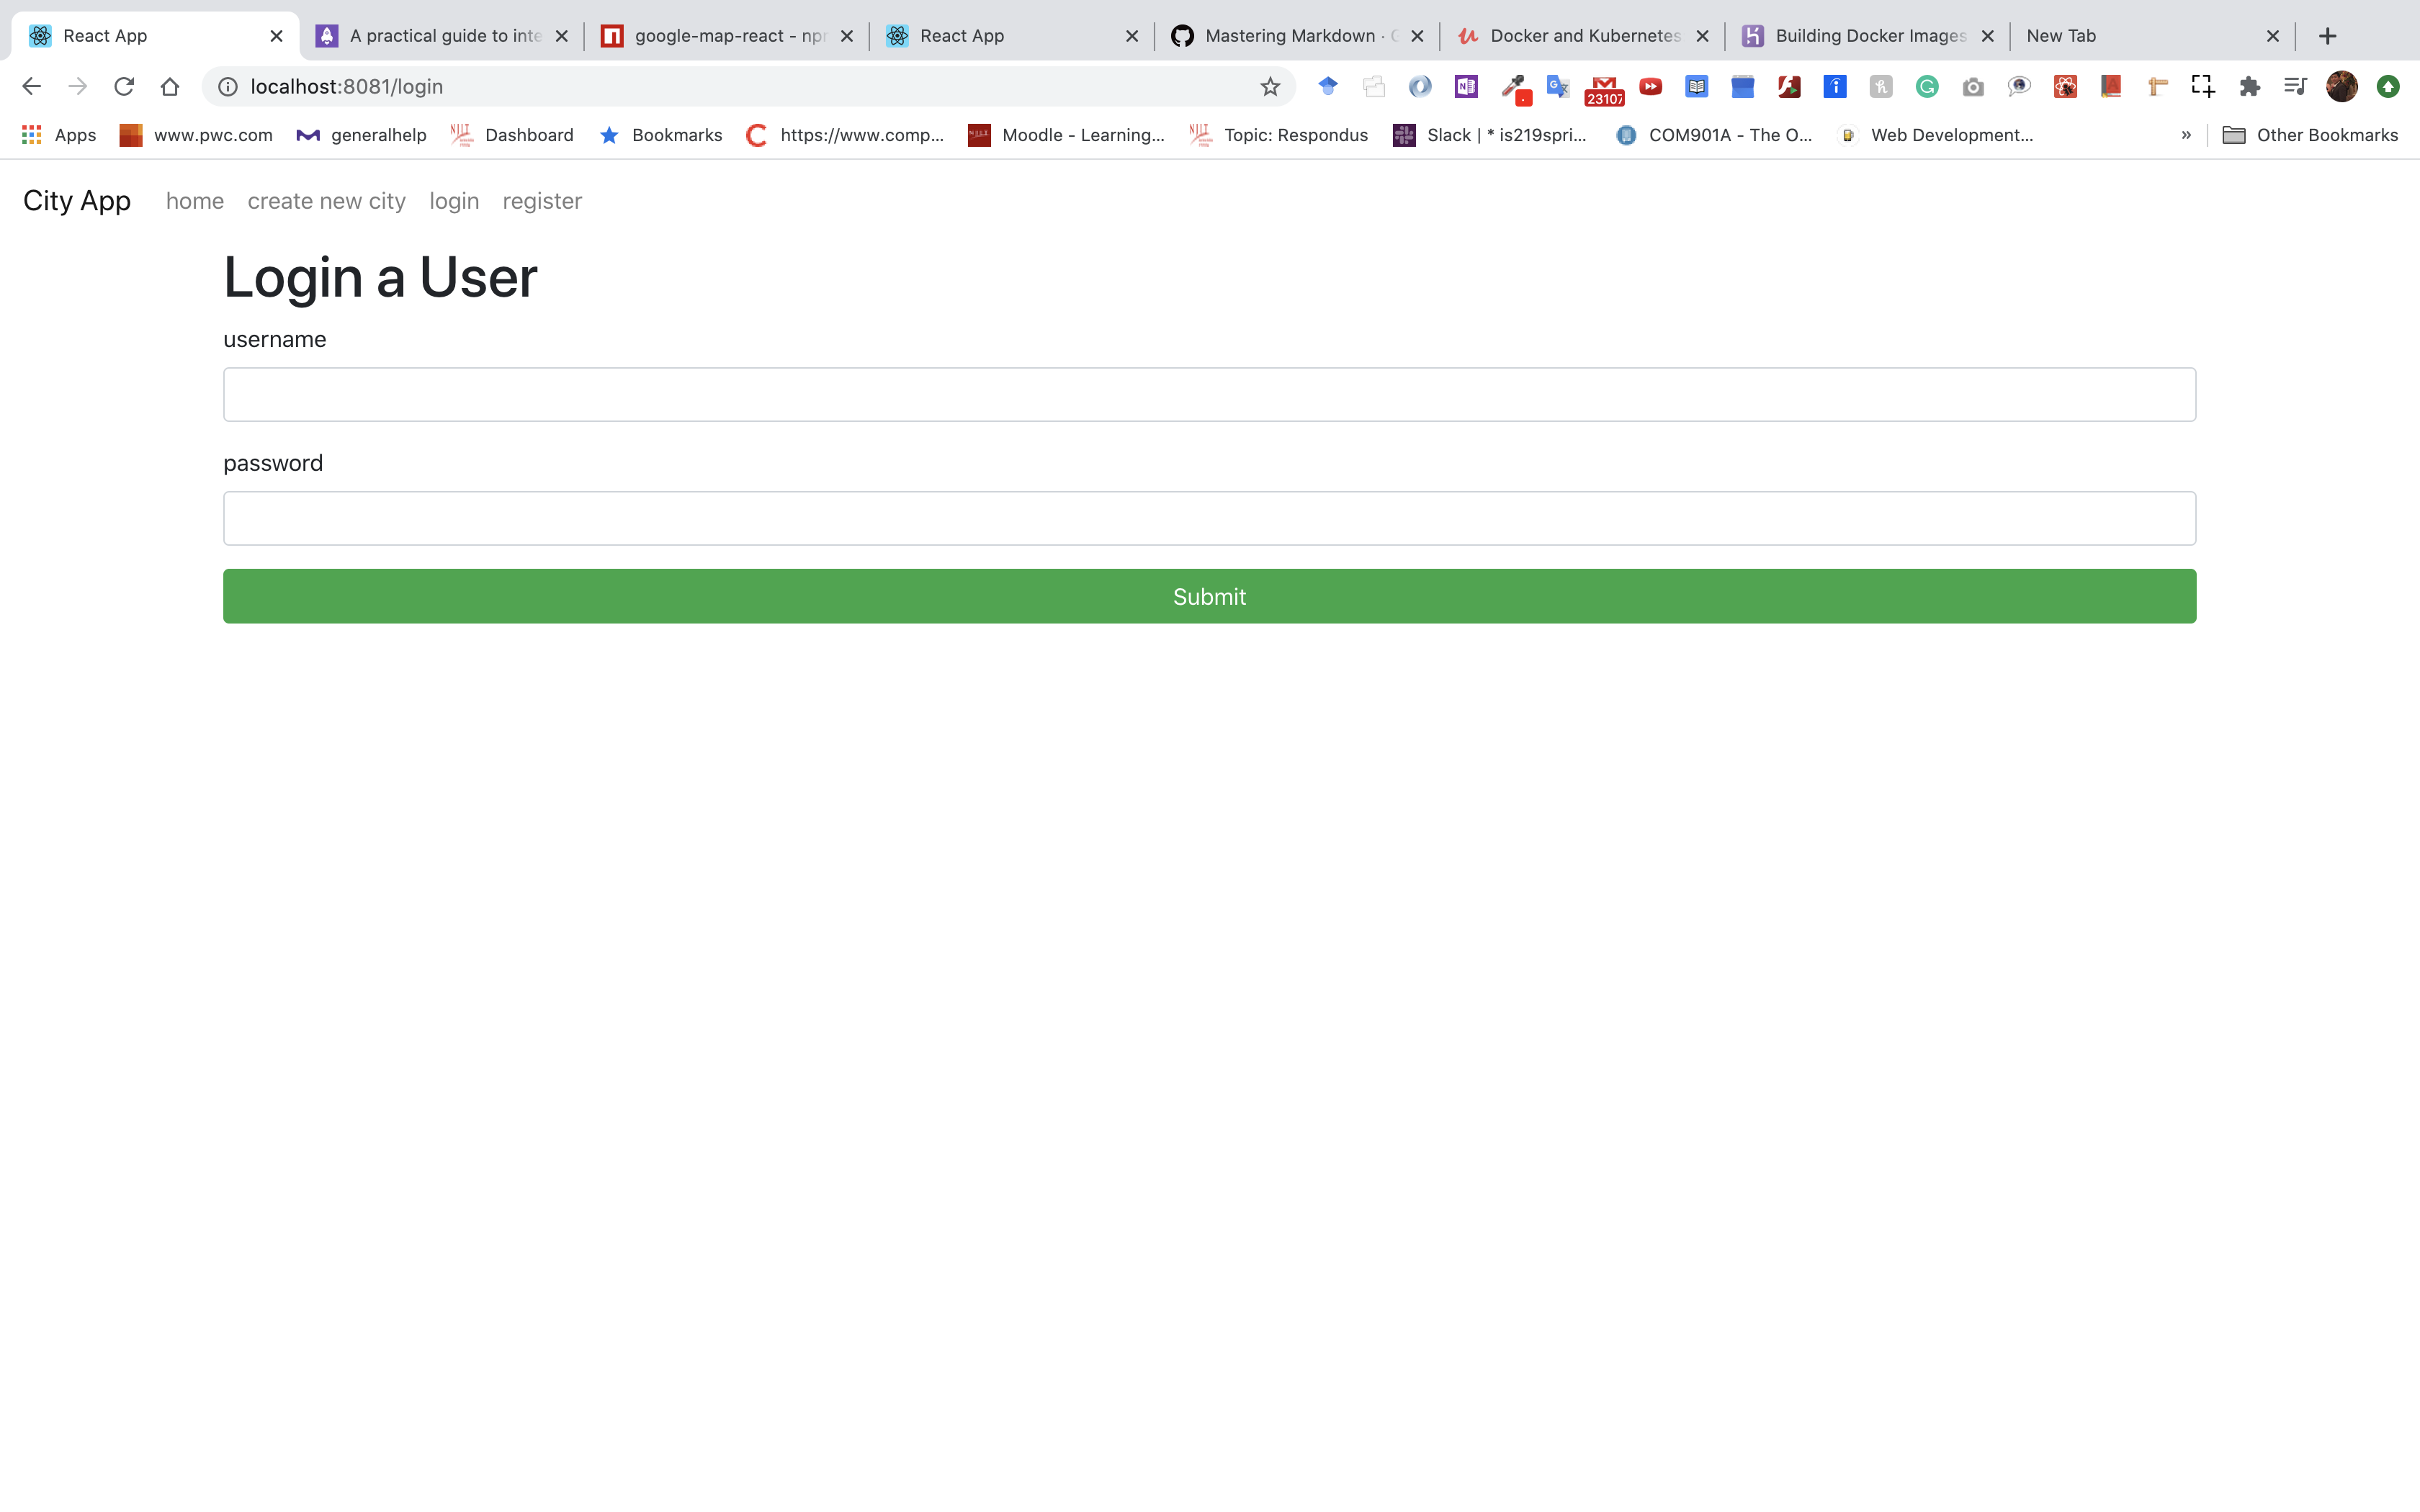 React App A practical guide to inte google-map-react - npr React App Mastering Markdown · Docker and Kubernetes Building Docker Images New Tab
localhost:8081/login 23107
Apps www.pwc.com generalhelp Dashboard Bookmarks https://www.comp... Moodle - Learning... Topic: Respondus Slack | * is219spri... COM901A - The O... Web Development... » Other Bookmarks
City App home create new city login register
Login a User
username
password
Submit